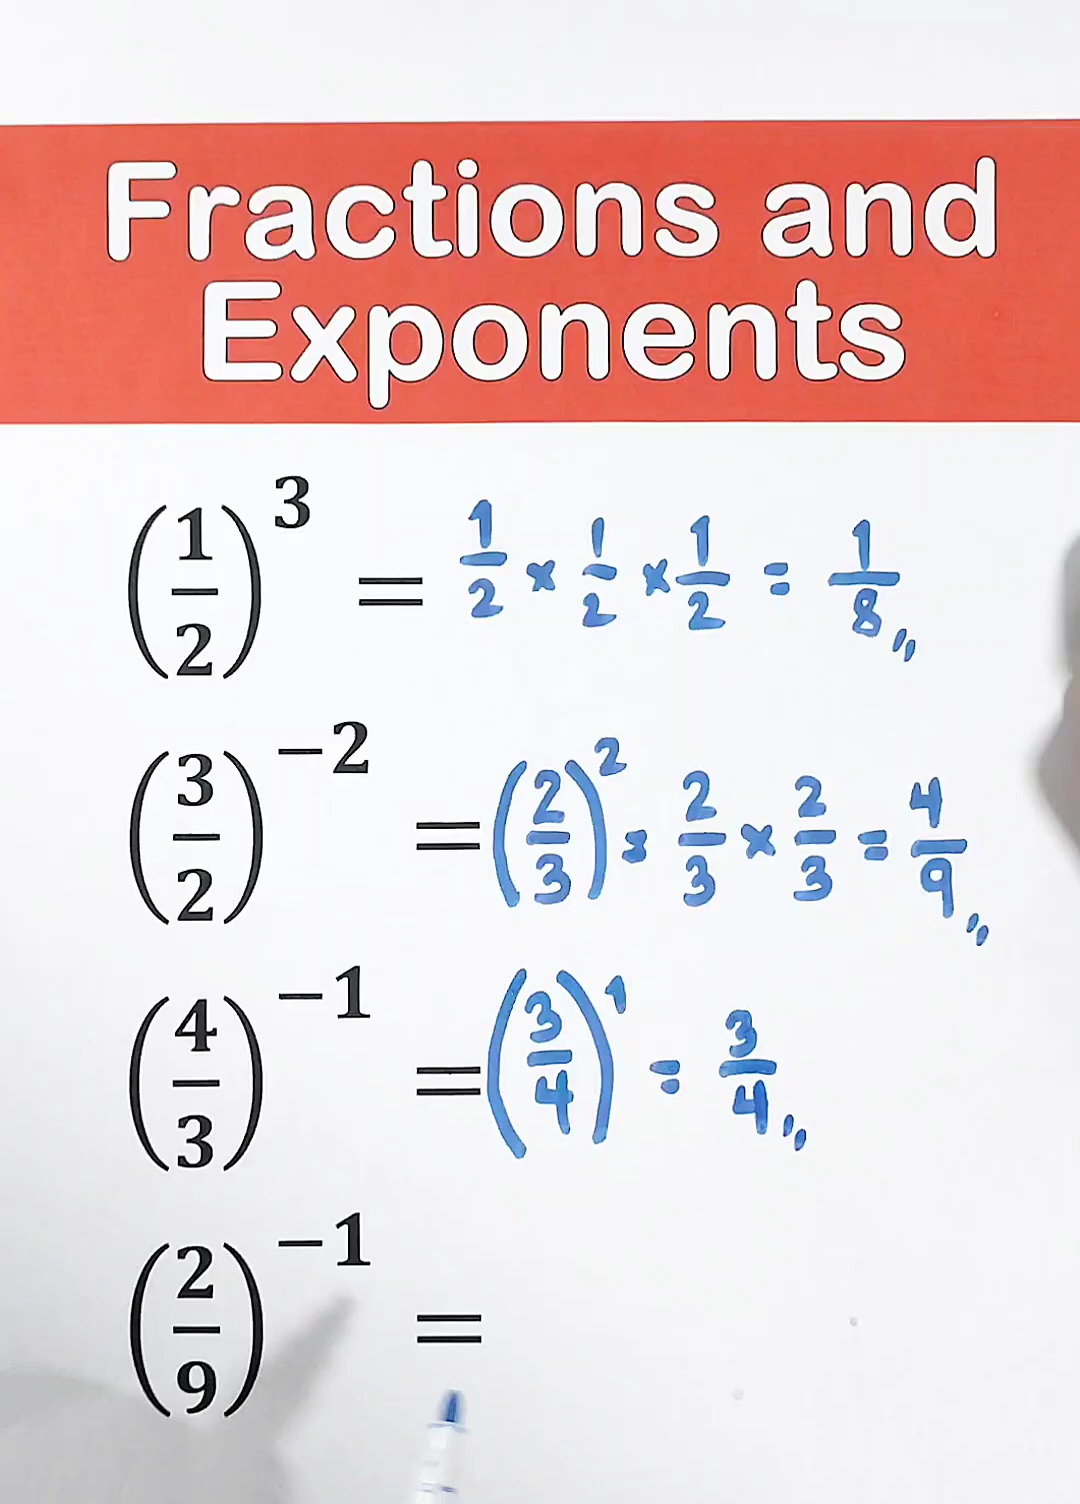 Fractions and
Exponents
(1/2)^3 = 1/2 × 1/2 × 1/2 = 1/8 〃
(3/2)^−2 = (2/3)^2 = 2/3 × 2/3 = 4/9 〃
(4/3)^−1 = (3/4)^1 = 3/4 〃
(2/9)^−1 =